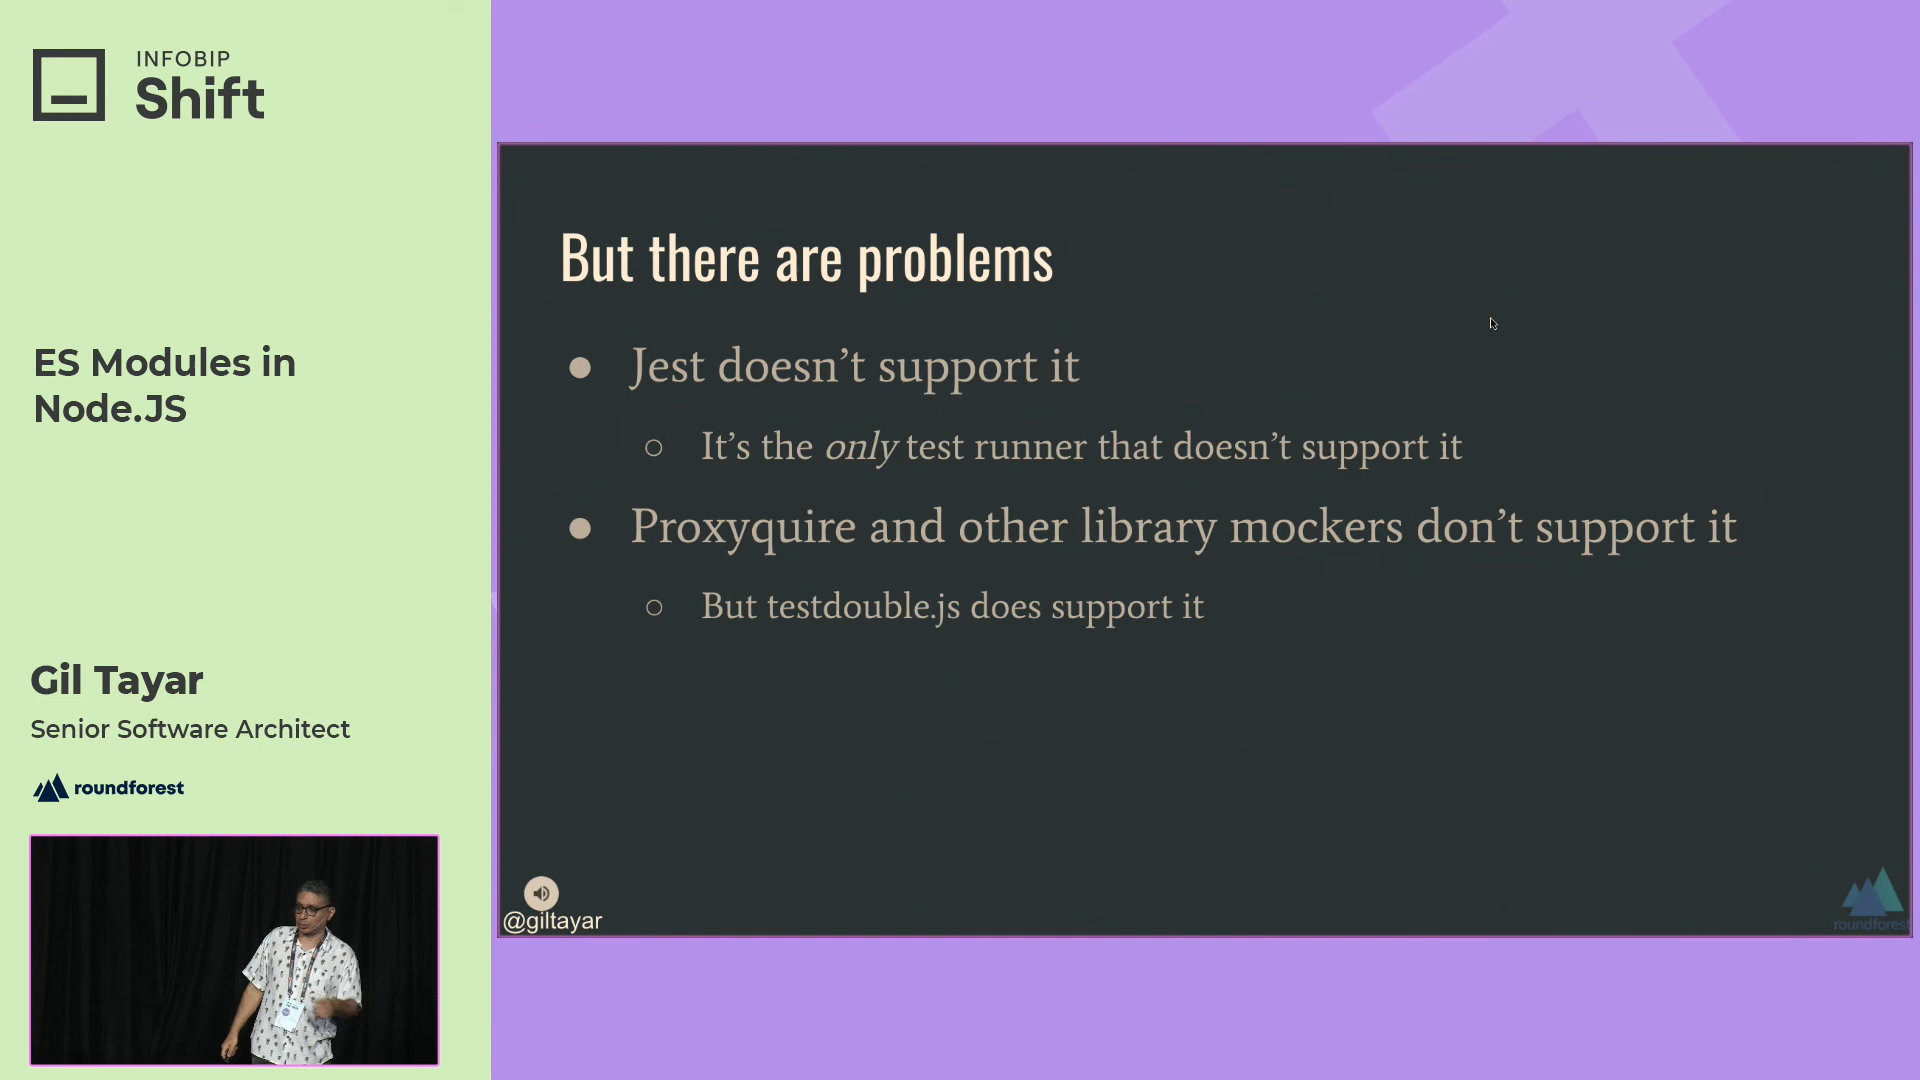 INFOBIP
Shift
ES Modules in
Node.JS
Gil Tayar
Senior Software Architect
roundforest
But there are problems
● Jest doesn’t support it
○ It’s the only test runner that doesn’t support it
● Proxyquire and other library mockers don’t support it
○ But testdouble.js does support it
@giltayar
roundforest